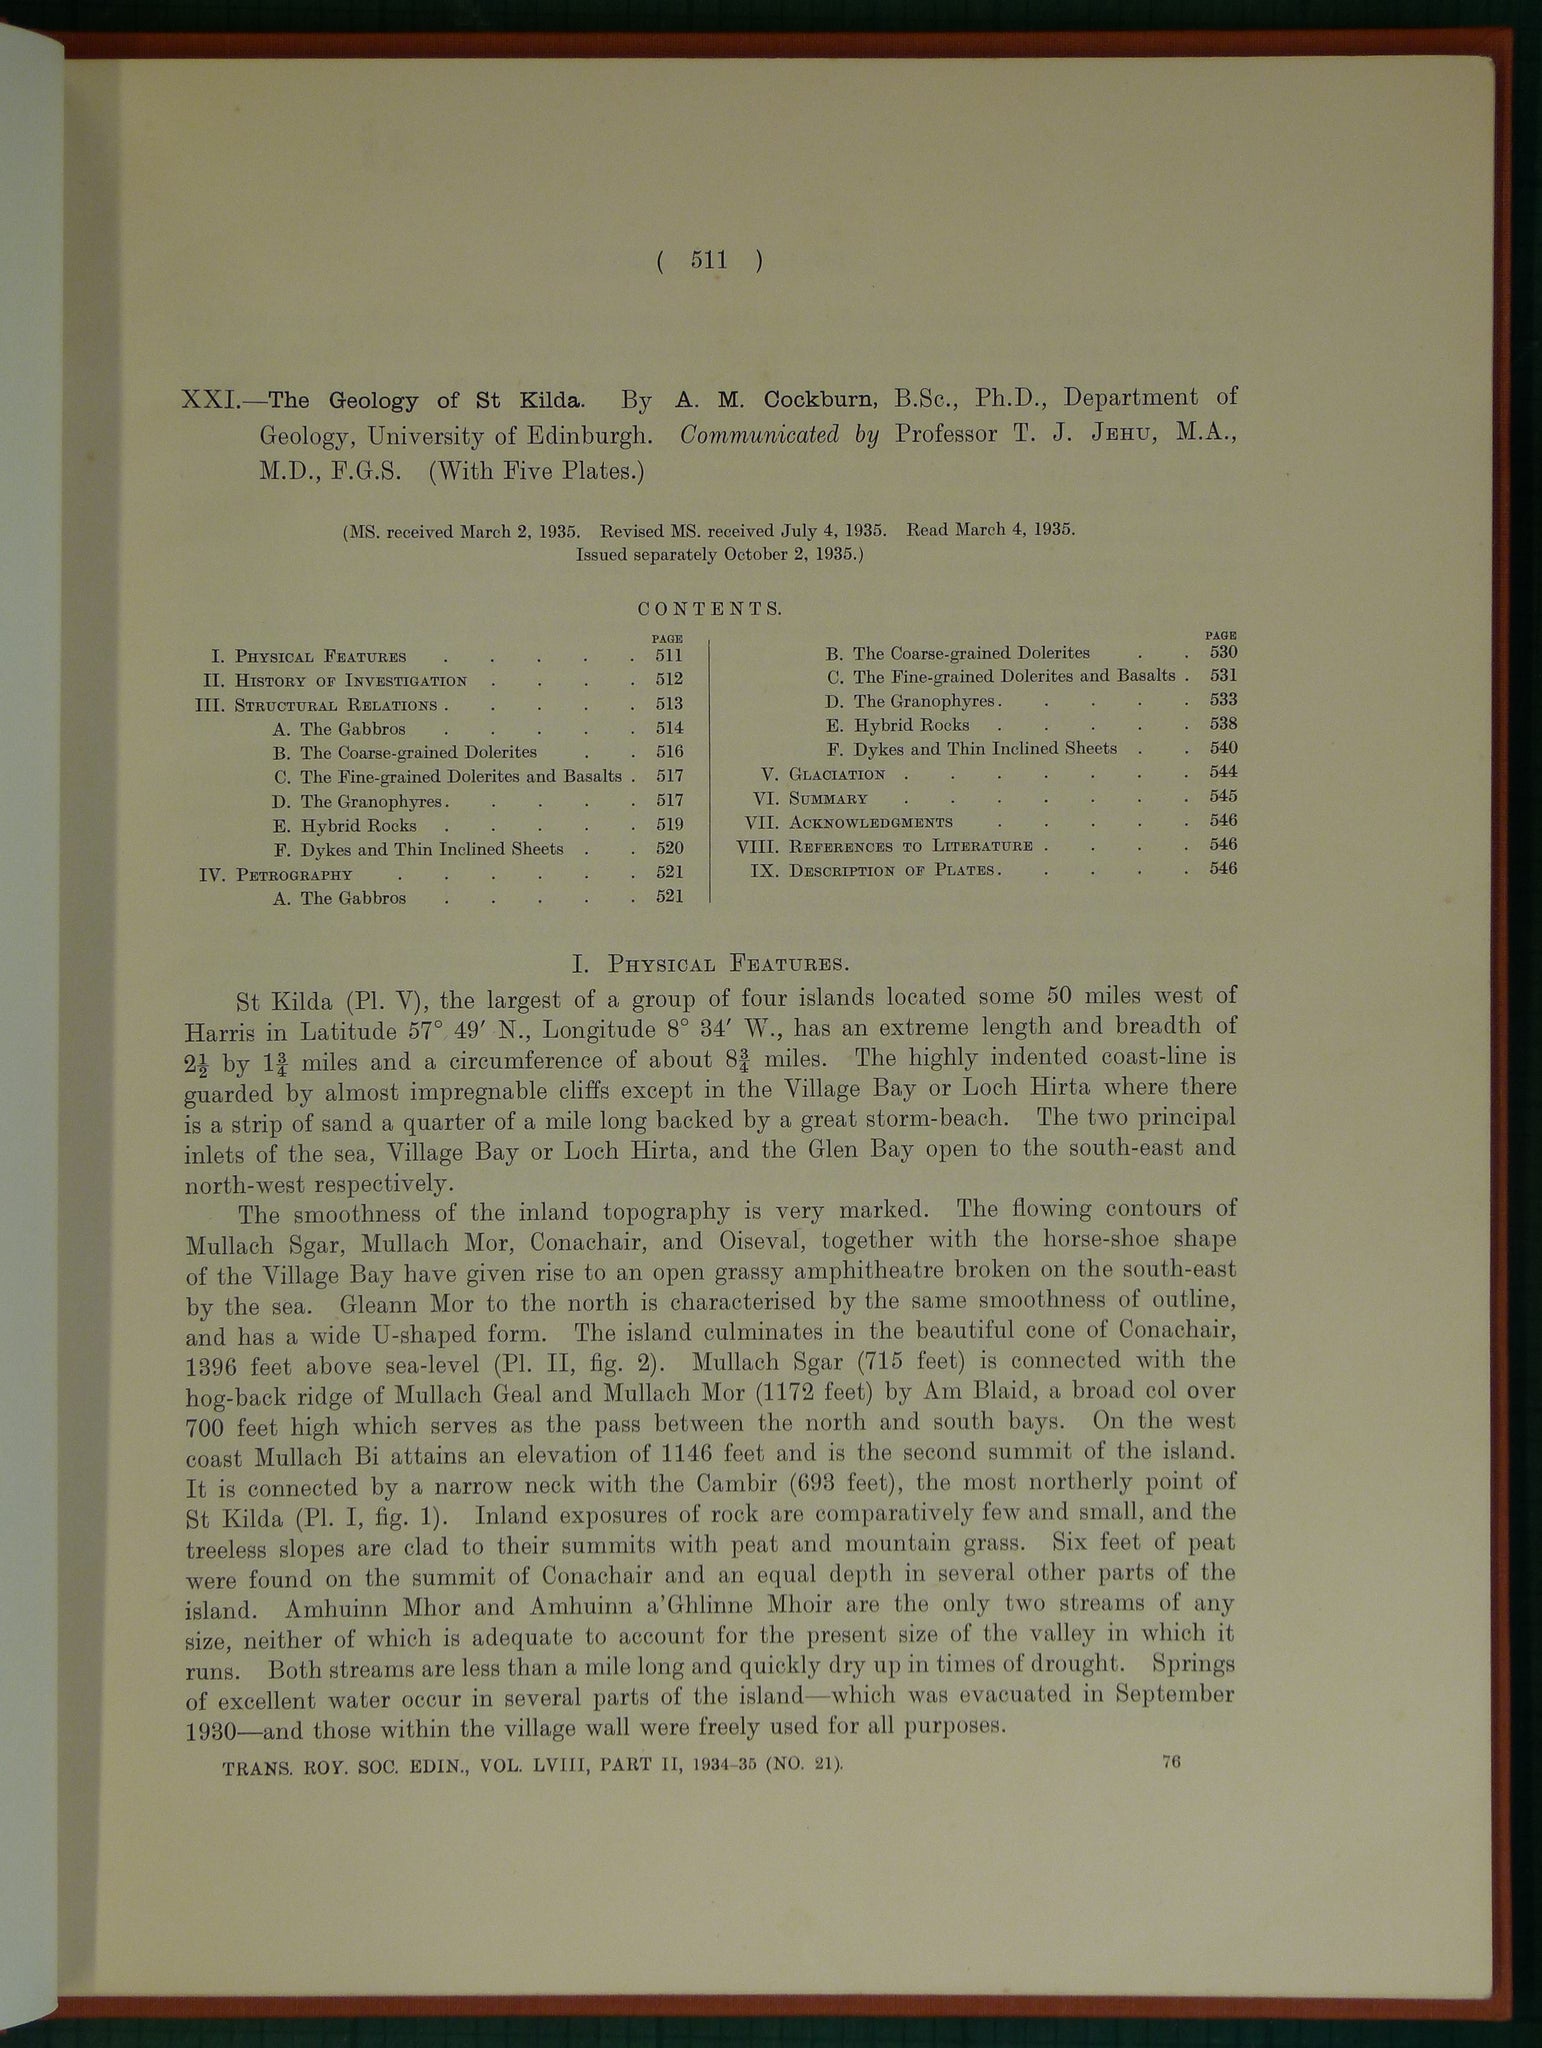 ( 511 )
XXI.—The Geology of St Kilda. By A. M. Cockburn, B.Sc., Ph.D., Department of
Geology, University of Edinburgh. Communicated by Professor T. J. JEHU, M.A.,
M.D., F.G.S. (With Five Plates.)
(MS. received March 2, 1935. Revised MS. received July 4, 1935. Read March 4, 1935.
Issued separately October 2, 1935.)
CONTENTS.
PAGE
I. PHYSICAL FEATURES . . . . . 511
II. HISTORY OF INVESTIGATION . . . . 512
III. STRUCTURAL RELATIONS . . . . . 513
A. The Gabbros . . . . . 514
B. The Coarse-grained Dolerites . . 516
C. The Fine-grained Dolerites and Basalts . 517
D. The Granophyres . . . . . 517
E. Hybrid Rocks . . . . . 519
F. Dykes and Thin Inclined Sheets . . 520
IV. PETROGRAPHY . . . . . . 521
A. The Gabbros . . . . . 521
PAGE
B. The Coarse-grained Dolerites . . 530
C. The Fine-grained Dolerites and Basalts . 531
D. The Granophyres . . . . . 533
E. Hybrid Rocks . . . . . 538
F. Dykes and Thin Inclined Sheets . . 540
V. GLACIATION . . . . . . . 544
VI. SUMMARY . . . . . . . 545
VII. ACKNOWLEDGMENTS . . . . . 546
VIII. REFERENCES TO LITERATURE . . . . 546
IX. DESCRIPTION OF PLATES . . . . . 546
I. PHYSICAL FEATURES.
St Kilda (Pl. V), the largest of a group of four islands located some 50 miles west of
Harris in Latitude 57° 49′ N., Longitude 8° 34′ W., has an extreme length and breadth of
2½ by 1¾ miles and a circumference of about 8¾ miles. The highly indented coast-line is
guarded by almost impregnable cliffs except in the Village Bay or Loch Hirta where there
is a strip of sand a quarter of a mile long backed by a great storm-beach. The two principal
inlets of the sea, Village Bay or Loch Hirta, and the Glen Bay open to the south-east and
north-west respectively.
The smoothness of the inland topography is very marked. The flowing contours of
Mullach Sgar, Mullach Mor, Conachair, and Oiseval, together with the horse-shoe shape
of the Village Bay have given rise to an open grassy amphitheatre broken on the south-east
by the sea. Gleann Mor to the north is characterised by the same smoothness of outline,
and has a wide U-shaped form. The island culminates in the beautiful cone of Conachair,
1396 feet above sea-level (Pl. II, fig. 2). Mullach Sgar (715 feet) is connected with the
hog-back ridge of Mullach Geal and Mullach Mor (1172 feet) by Am Blaid, a broad col over
700 feet high which serves as the pass between the north and south bays. On the west
coast Mullach Bi attains an elevation of 1146 feet and is the second summit of the island.
It is connected by a narrow neck with the Cambir (693 feet), the most northerly point of
St Kilda (Pl. I, fig. 1). Inland exposures of rock are comparatively few and small, and the
treeless slopes are clad to their summits with peat and mountain grass. Six feet of peat
were found on the summit of Conachair and an equal depth in several other parts of the
island. Amhuinn Mhor and Amhuinn a'Ghlinne Mhoir are the only two streams of any
size, neither of which is adequate to account for the present size of the valley in which it
runs. Both streams are less than a mile long and quickly dry up in times of drought. Springs
of excellent water occur in several parts of the island—which was evacuated in September
1930—and those within the village wall were freely used for all purposes.
TRANS. ROY. SOC. EDIN., VOL. LVIII, PART II, 1934–35 (NO. 21). 76